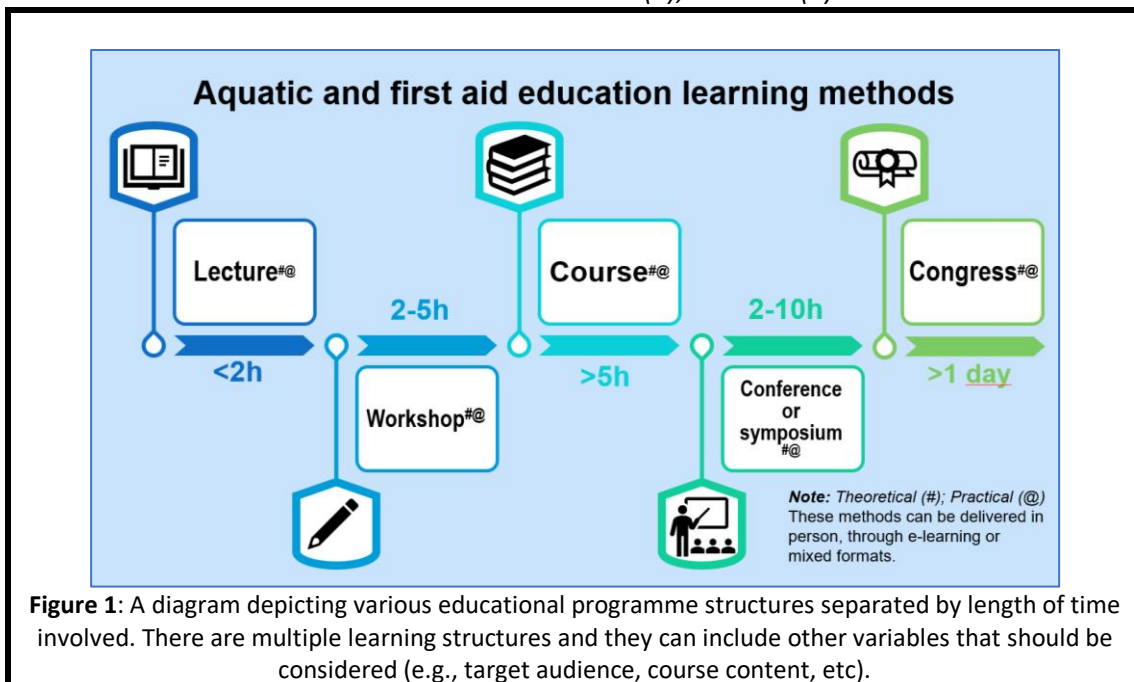 Aquatic and first aid education learning methods
Lecture#@
<2h
2-5h
Workshop#@
Course#@
>5h
2-10h
Conference
or
symposium
#@
Congress#@
>1 day
Note: Theoretical (#); Practical (@)
These methods can be delivered in
person, through e-learning or
mixed formats.
Figure 1: A diagram depicting various educational programme structures separated by length of time
involved. There are multiple learning structures and they can include other variables that should be
considered (e.g., target audience, course content, etc).